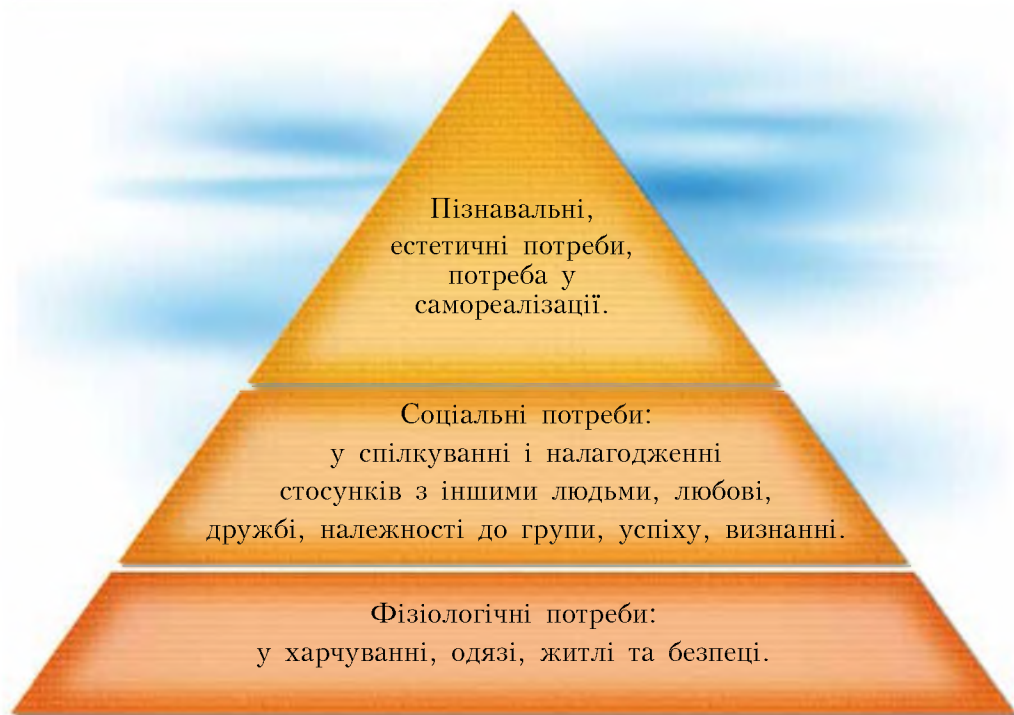 Пізнавальні,
естетичні потреби,
потреба у
самореалізації.
Соціальні потреби:
у спілкуванні і налагодженні
стосунків з іншими людьми, любові,
дружбі, належності до групи, успіху, визнанні.
Фізіологічні потреби:
у харчуванні, одязі, житлі та безпеці.